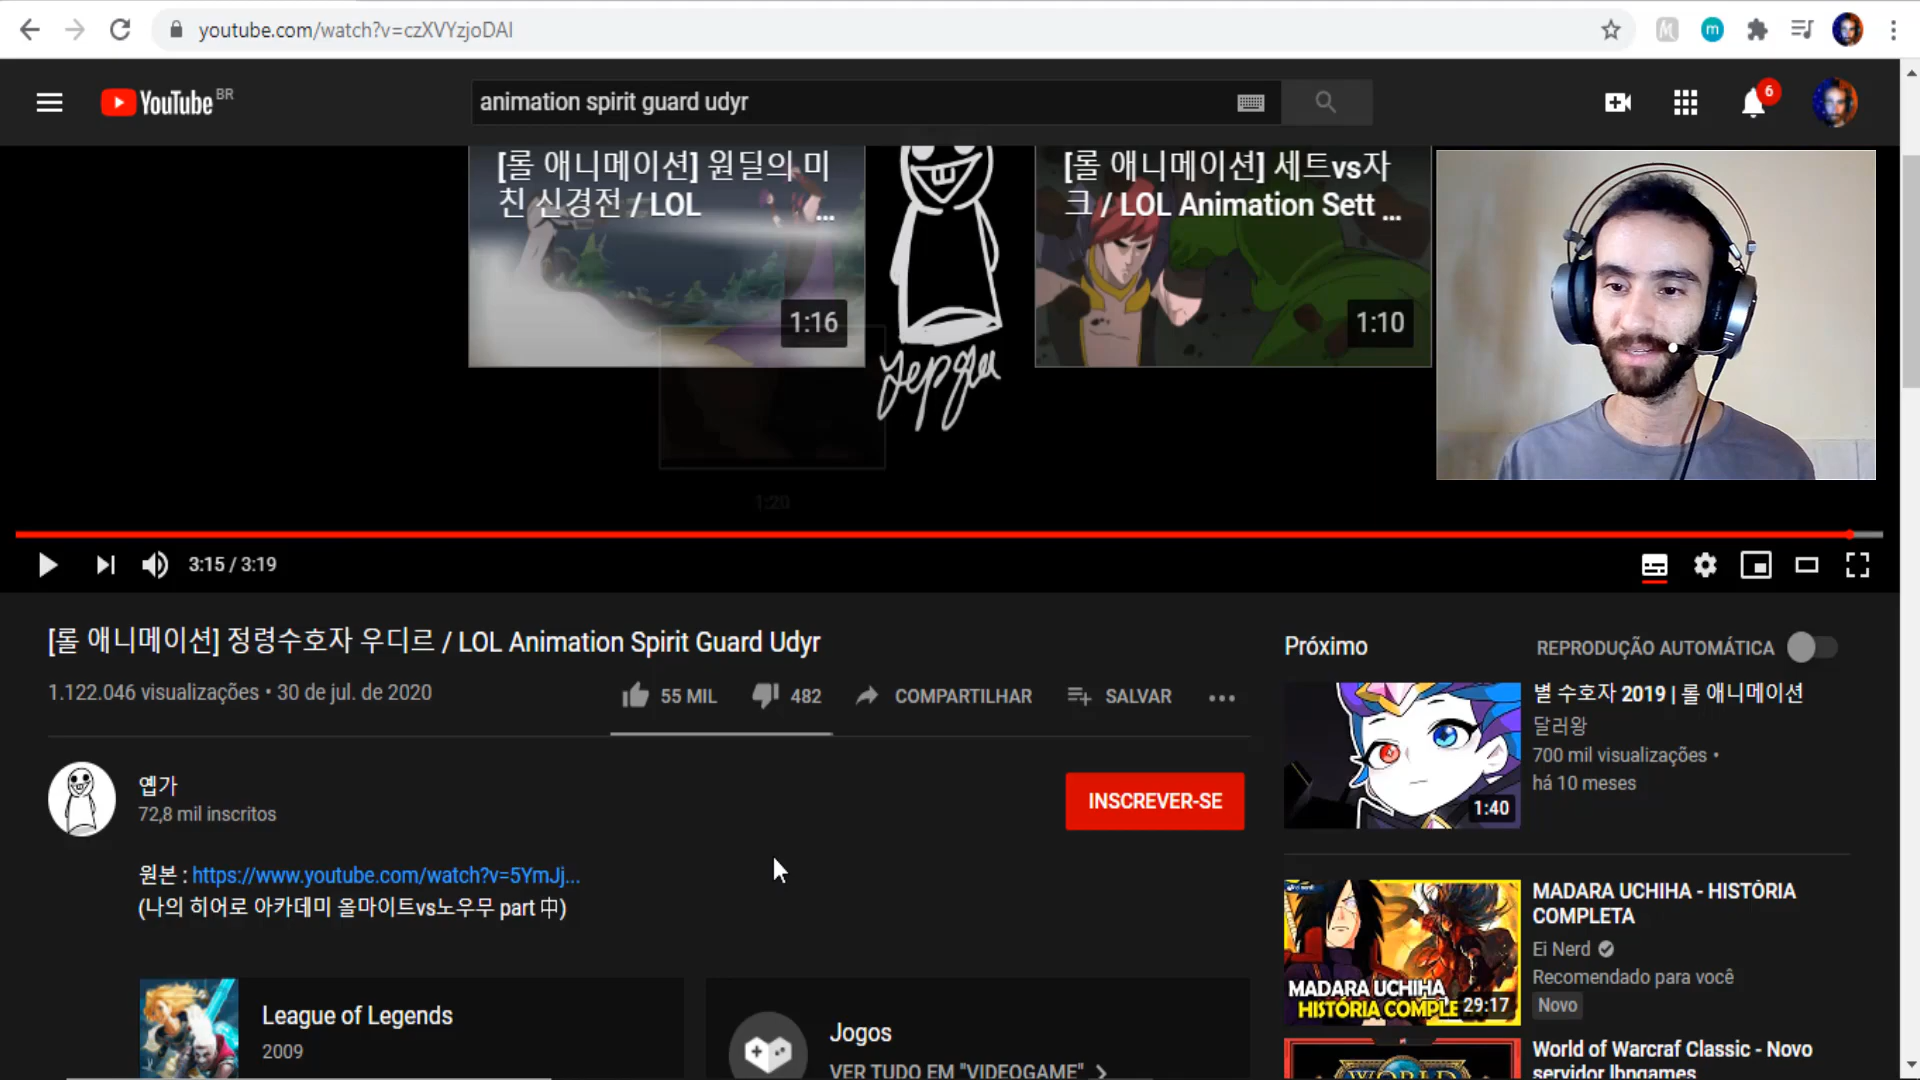 youtube.com/watch?v=czXVYzjoDAI
m
YouTube BR
animation spirit guard udyr
6
[롤 애니메이션] 원딜의 미
친 신경전 / LOL ...
1:16
[롤 애니메이션] 세트vs자
크 / LOL Animation Sett ...
1:10
yepgu
1:20
3:15 / 3:19
[롤 애니메이션] 정령수호자 우디르 / LOL Animation Spirit Guard Udyr
1.122.046 visualizações • 30 de jul. de 2020
55 MIL
482
COMPARTILHAR
SALVAR
옙가
72,8 mil inscritos
INSCREVER-SE
원본 : https://www.youtube.com/watch?v=5YmJj...
(나의 히어로 아카데미 올마이트vs노우무 part 中)
League of Legends
2009
Jogos
VER TUDO EM "VIDEOGAME"
Próximo
REPRODUÇÃO AUTOMÁTICA
1:40
별 수호자 2019 | 롤 애니메이션
달러왕
700 mil visualizações •
há 10 meses
MADARA UCHIHA
HISTÓRIA COMPLE
29:17
MADARA UCHIHA - HISTÓRIA
COMPLETA
Ei Nerd
Recomendado para você
Novo
World of Warcraf Classic - Novo
servidor lhpgames